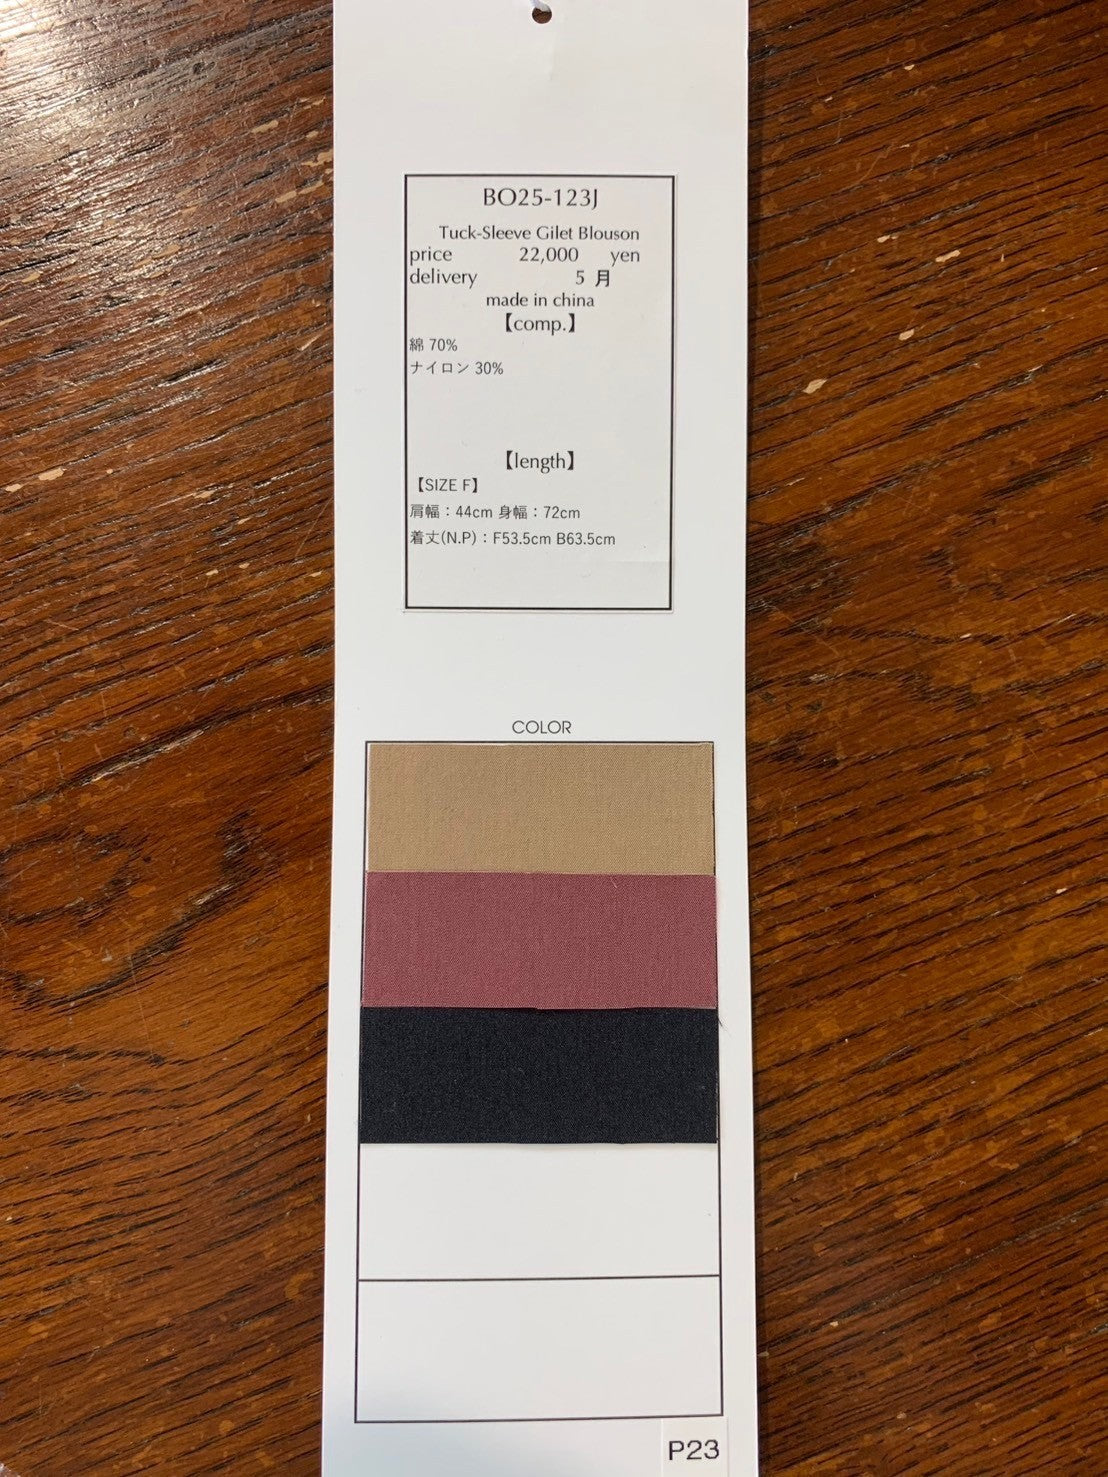 BO25-123J
Tuck-Sleeve Gilet Blouson
price 22,000 yen
delivery 5 月
made in china
【comp.】
綿 70%
ナイロン 30%
【length】
【SIZE F】
肩幅：44cm 身幅：72cm
着丈(N.P)：F53.5cm B63.5cm
COLOR
P23